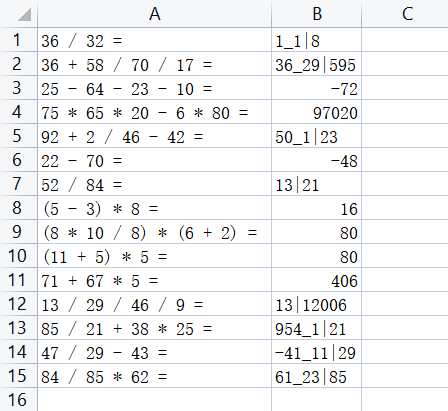 A B C
1 36 / 32 = 1_1|8
2 36 + 58 / 70 / 17 = 36_29|595
3 25 - 64 - 23 - 10 = -72
4 75 * 65 * 20 - 6 * 80 = 97020
5 92 + 2 / 46 - 42 = 50_1|23
6 22 - 70 = -48
7 52 / 84 = 13|21
8 (5 - 3) * 8 = 16
9 (8 * 10 / 8) * (6 + 2) = 80
10 (11 + 5) * 5 = 80
11 71 + 67 * 5 = 406
12 13 / 29 / 46 / 9 = 13|12006
13 85 / 21 + 38 * 25 = 954_1|21
14 47 / 29 - 43 = -41_11|29
15 84 / 85 * 62 = 61_23|85
16